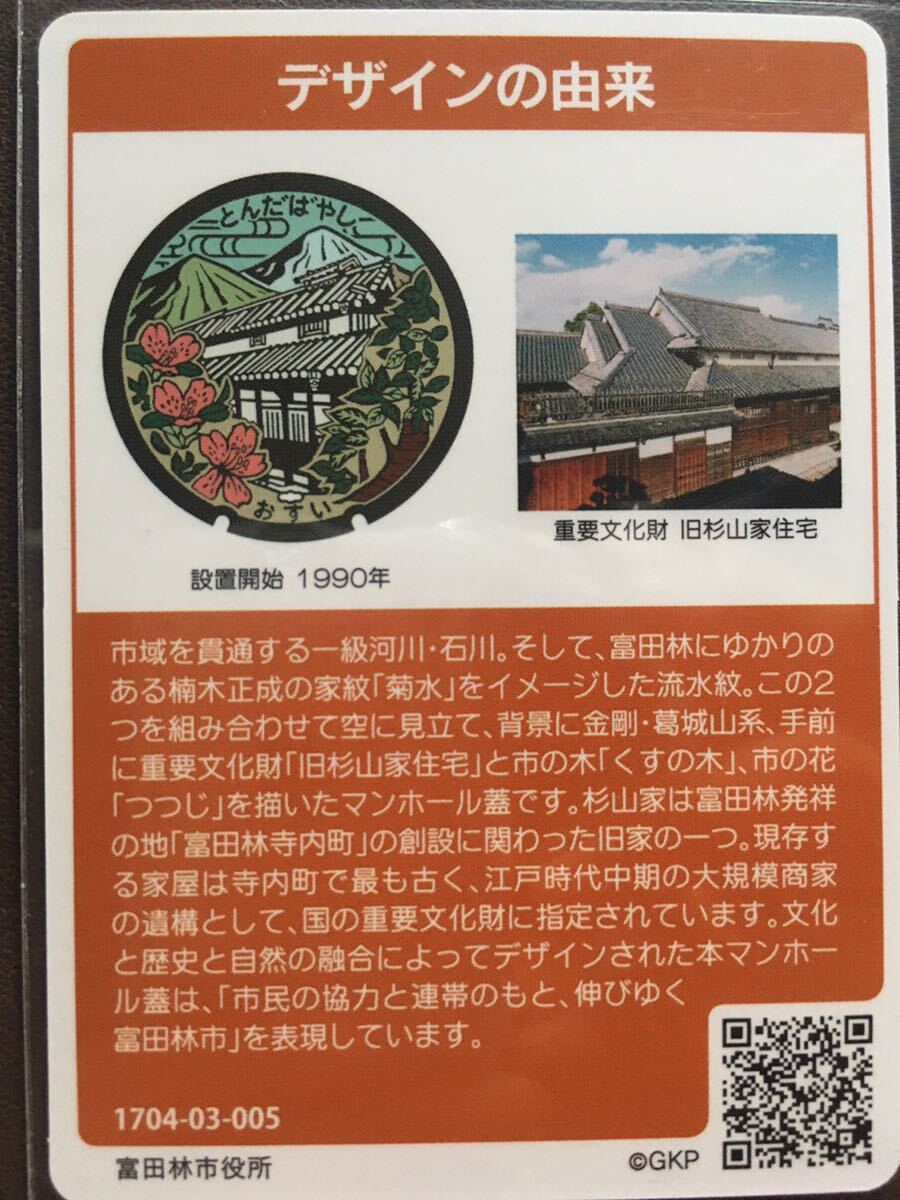 デザインの由来
とんだばやし
おすい
設置開始 1990年
重要文化財 旧杉山家住宅
市域を貫通する一級河川・石川。そして、富田林にゆかりの
ある楠木正成の家紋「菊水」をイメージした流水紋。この2
つを組み合わせて空に見立て、背景に金剛・葛城山系、手前
に重要文化財「旧杉山家住宅」と市の木「くすの木」、市の花
「つつじ」を描いたマンホール蓋です。杉山家は富田林発祥
の地「富田林寺内町」の創設に関わった旧家の一つ。現存す
る家屋は寺内町で最も古く、江戸時代中期の大規模商家
の遺構として、国の重要文化財に指定されています。文化
と歴史と自然の融合によってデザインされた本マンホー
ル蓋は、「市民の協力と連帯のもと、伸びゆく
富田林市」を表現しています。
1704-03-005
富田林市役所
©GKP